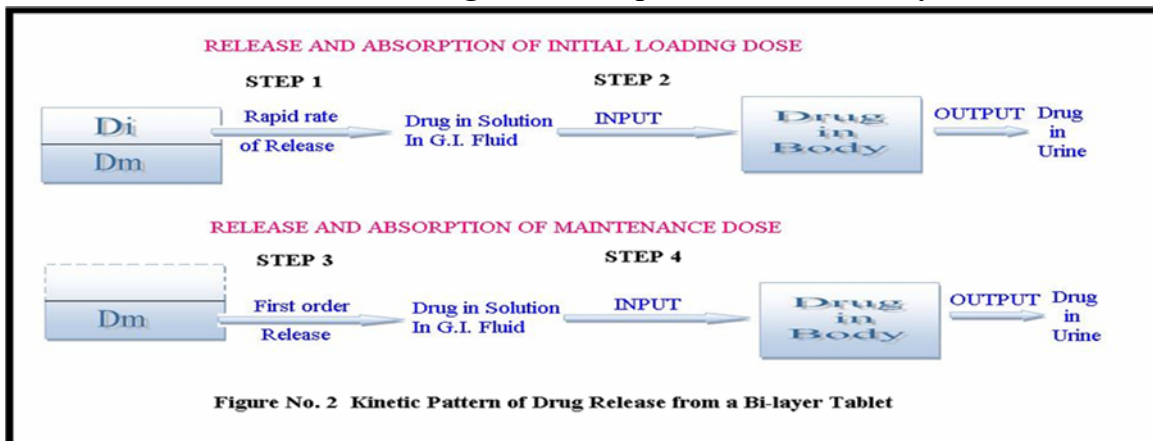 RELEASE AND ABSORPTION OF INITIAL LOADING DOSE
STEP 1
STEP 2
Di
Dm
Rapid rate
of Release
Drug in Solution
In G.I. Fluid
INPUT
Drug
in
Body
OUTPUT
Drug
in
Urine
RELEASE AND ABSORPTION OF MAINTENANCE DOSE
STEP 3
STEP 4
Dm
First order
Release
Drug in Solution
In G.I. Fluid
INPUT
Drug
in
Body
OUTPUT
Drug
in
Urine
Figure No. 2 Kinetic Pattern of Drug Release from a Bi-layer Tablet